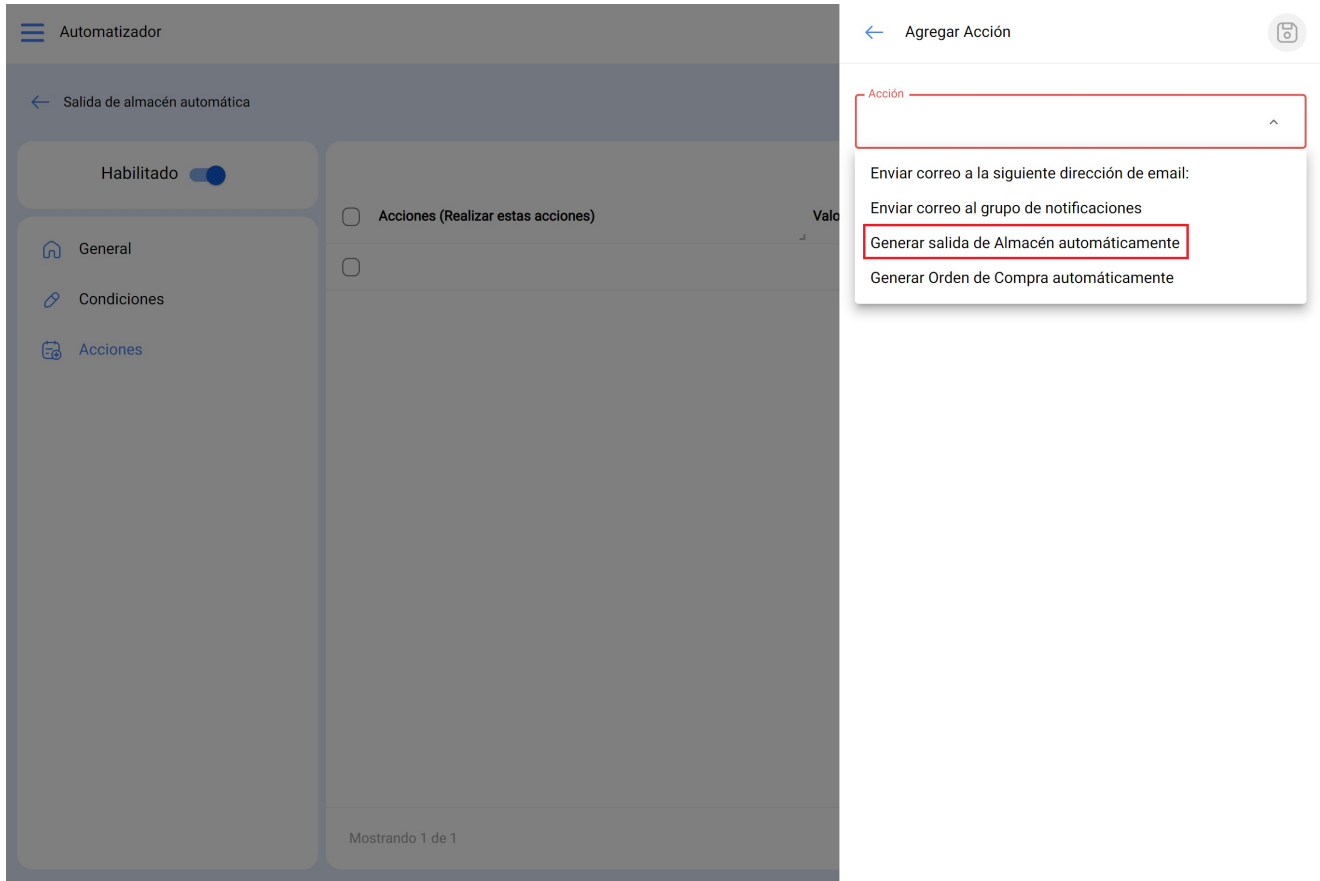 Automatizador
Salida de almacén automática
Habilitado
General
Condiciones
Acciones
Acciones (Realizar estas acciones)
Valo
Mostrando 1 de 1
Agregar Acción
Acción
Enviar correo a la siguiente dirección de email:
Enviar correo al grupo de notificaciones
Generar salida de Almacén automáticamente
Generar Orden de Compra automáticamente